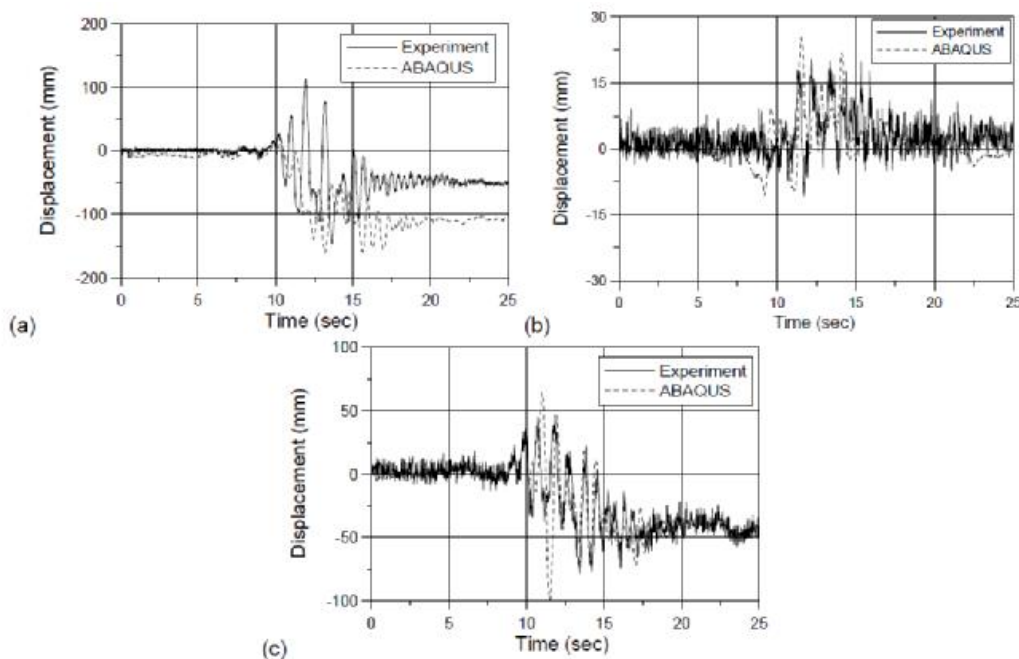 200
100
0
-100
-200
Displacement (mm)
Experiment
ABAQUS
0 5 10 15 20 25
Time (sec)
(a)
30
15
0
-15
-30
Displacement (mm)
Experiment
ABAQUS
0 5 10 15 20 25
Time (sec)
(b)
100
50
0
-50
-100
Displacement (mm)
Experiment
ABAQUS
0 5 10 15 20 25
Time (sec)
(c)